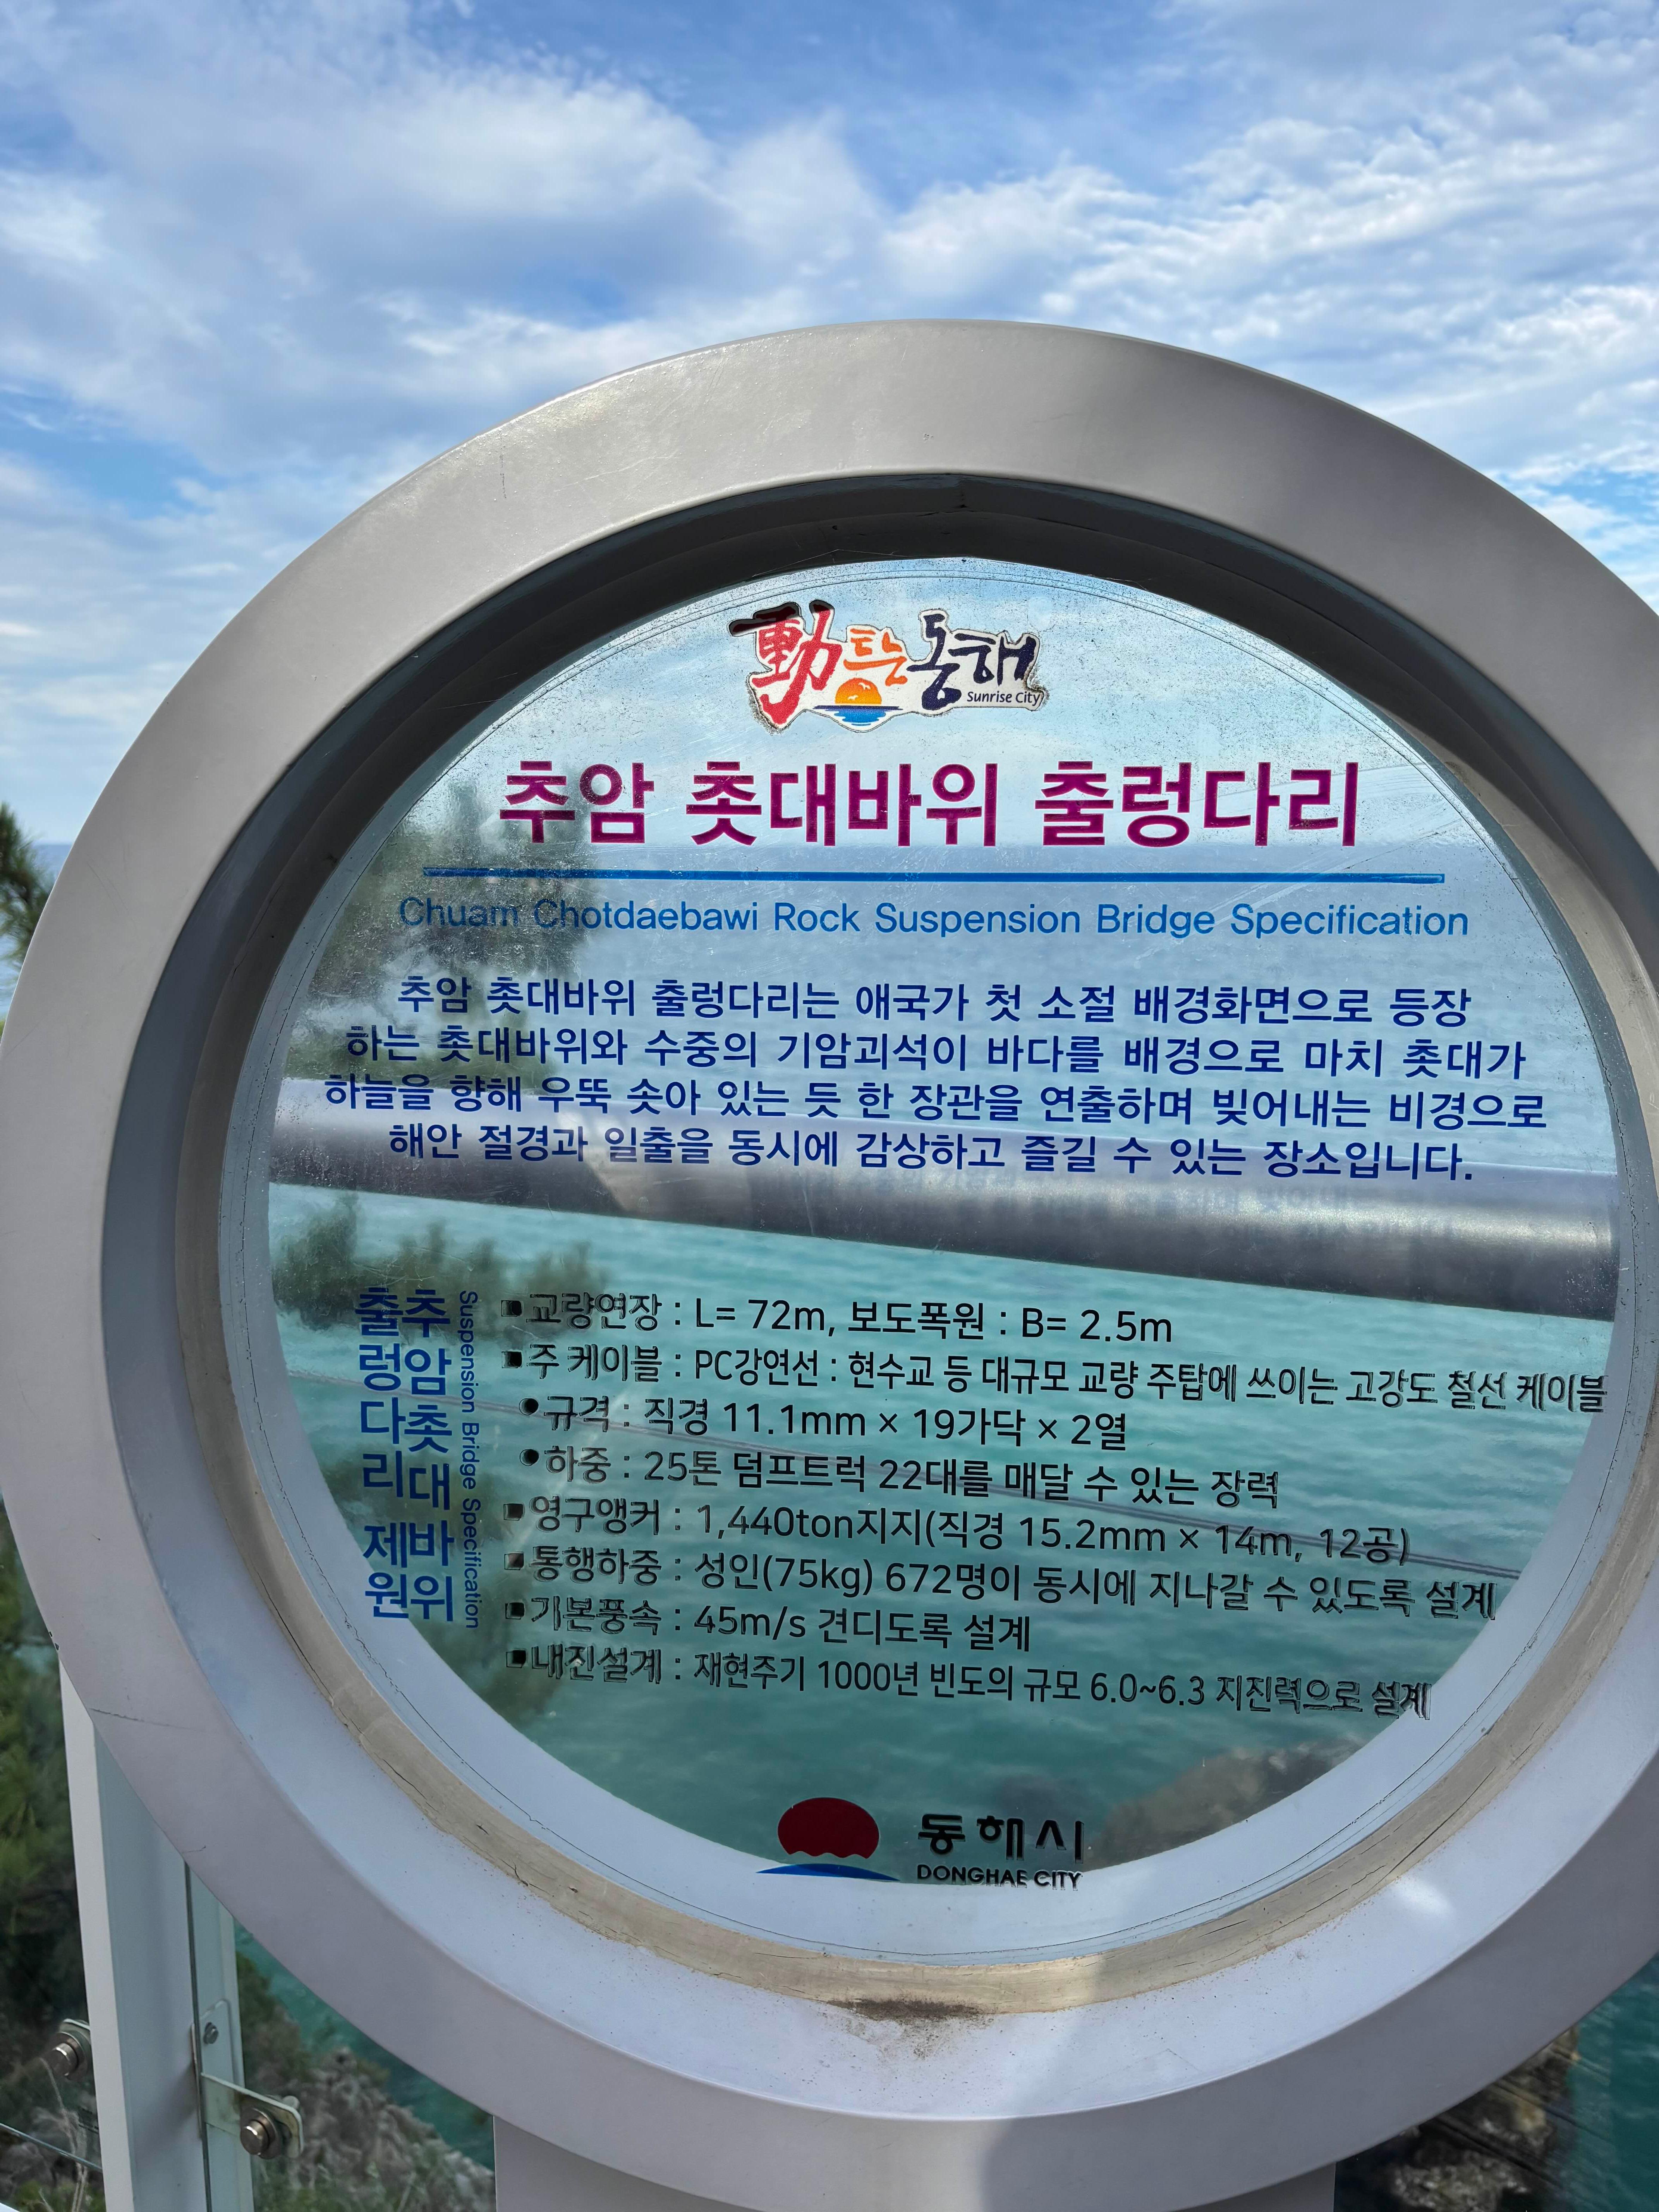 動트는동해
Sunrise City
추암 촛대바위 출렁다리
Chuam Chotdaebawi Rock Suspension Bridge Specification
추암 촛대바위 출렁다리는 애국가 첫 소절 배경화면으로 등장
하는 촛대바위와 수중의 기암괴석이 바다를 배경으로 마치 촛대가
하늘을 향해 우뚝 솟아 있는 듯 한 장관을 연출하며 빚어내는 비경으로
해안 절경과 일출을 동시에 감상하고 즐길 수 있는 장소입니다.
추암촛대바위
출렁다리 제원
Suspension Bridge Specification
▪교량연장 : L= 72m, 보도폭원 : B= 2.5m
▪주 케이블 : PC강연선 : 현수교 등 대규모 교량 주탑에 쓰이는 고강도 철선 케이블
•규격 : 직경 11.1mm × 19가닥 × 2열
•하중 : 25톤 덤프트럭 22대를 매달 수 있는 장력
▪영구앵커 : 1,440ton지지(직경 15.2mm × 14m, 12공)
▪통행하중 : 성인(75kg) 672명이 동시에 지나갈 수 있도록 설계
▪기본풍속 : 45m/s 견디도록 설계
▪내진설계 : 재현주기 1000년 빈도의 규모 6.0~6.3 지진력으로 설계
동해시
DONGHAE CITY